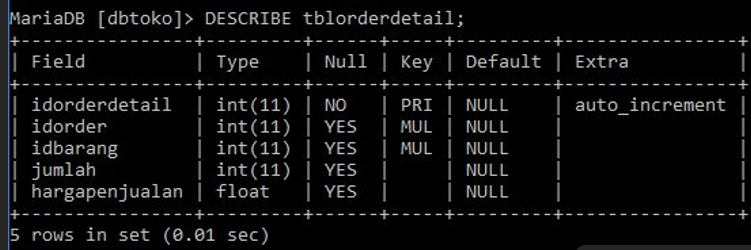 MariaDB [dbtoko]> DESCRIBE tblorderdetail;
+----------------+---------+------+-----+---------+----------------+
| Field          | Type    | Null | Key | Default | Extra          |
+----------------+---------+------+-----+---------+----------------+
| idorderdetail  | int(11) | NO   | PRI | NULL    | auto_increment |
| idorder        | int(11) | YES  | MUL | NULL    |                |
| idbarang       | int(11) | YES  | MUL | NULL    |                |
| jumlah         | int(11) | YES  |     | NULL    |                |
| hargapenjualan | float   | YES  |     | NULL    |                |
+----------------+---------+------+-----+---------+----------------+
5 rows in set (0.01 sec)